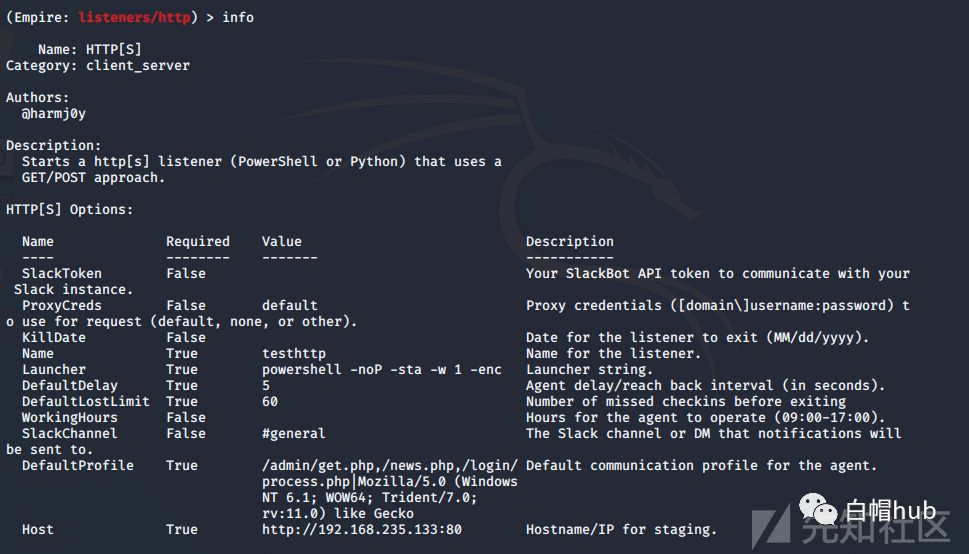 (Empire: listeners/http) > info
Name: HTTP[S]
Category: client_server
Authors:
@harmj0y
Description:
Starts a http[s] listener (PowerShell or Python) that uses a
GET/POST approach.
HTTP[S] Options:
Name Required Value Description
---- -------- ------- -----------
SlackToken False Your SlackBot API token to communicate with your
Slack instance.
ProxyCreds False default Proxy credentials ([domain\]username:password) t
o use for request (default, none, or other).
KillDate False Date for the listener to exit (MM/dd/yyyy).
Name True testhttp Name for the listener.
Launcher True powershell -noP -sta -w 1 -enc Launcher string.
DefaultDelay True 5 Agent delay/reach back interval (in seconds).
DefaultLostLimit True 60 Number of missed checkins before exiting
WorkingHours False Hours for the agent to operate (09:00-17:00).
SlackChannel False #general The Slack channel or DM that notifications will
be sent to.
DefaultProfile True /admin/get.php,/news.php,/login/ Default communication profile for the agent.
process.php|Mozilla/5.0 (Windows
NT 6.1; WOW64; Trident/7.0;
rv:11.0) like Gecko
Host True http://192.168.235.133:80 Hostname/IP for staging.
白帽hub
先知社区